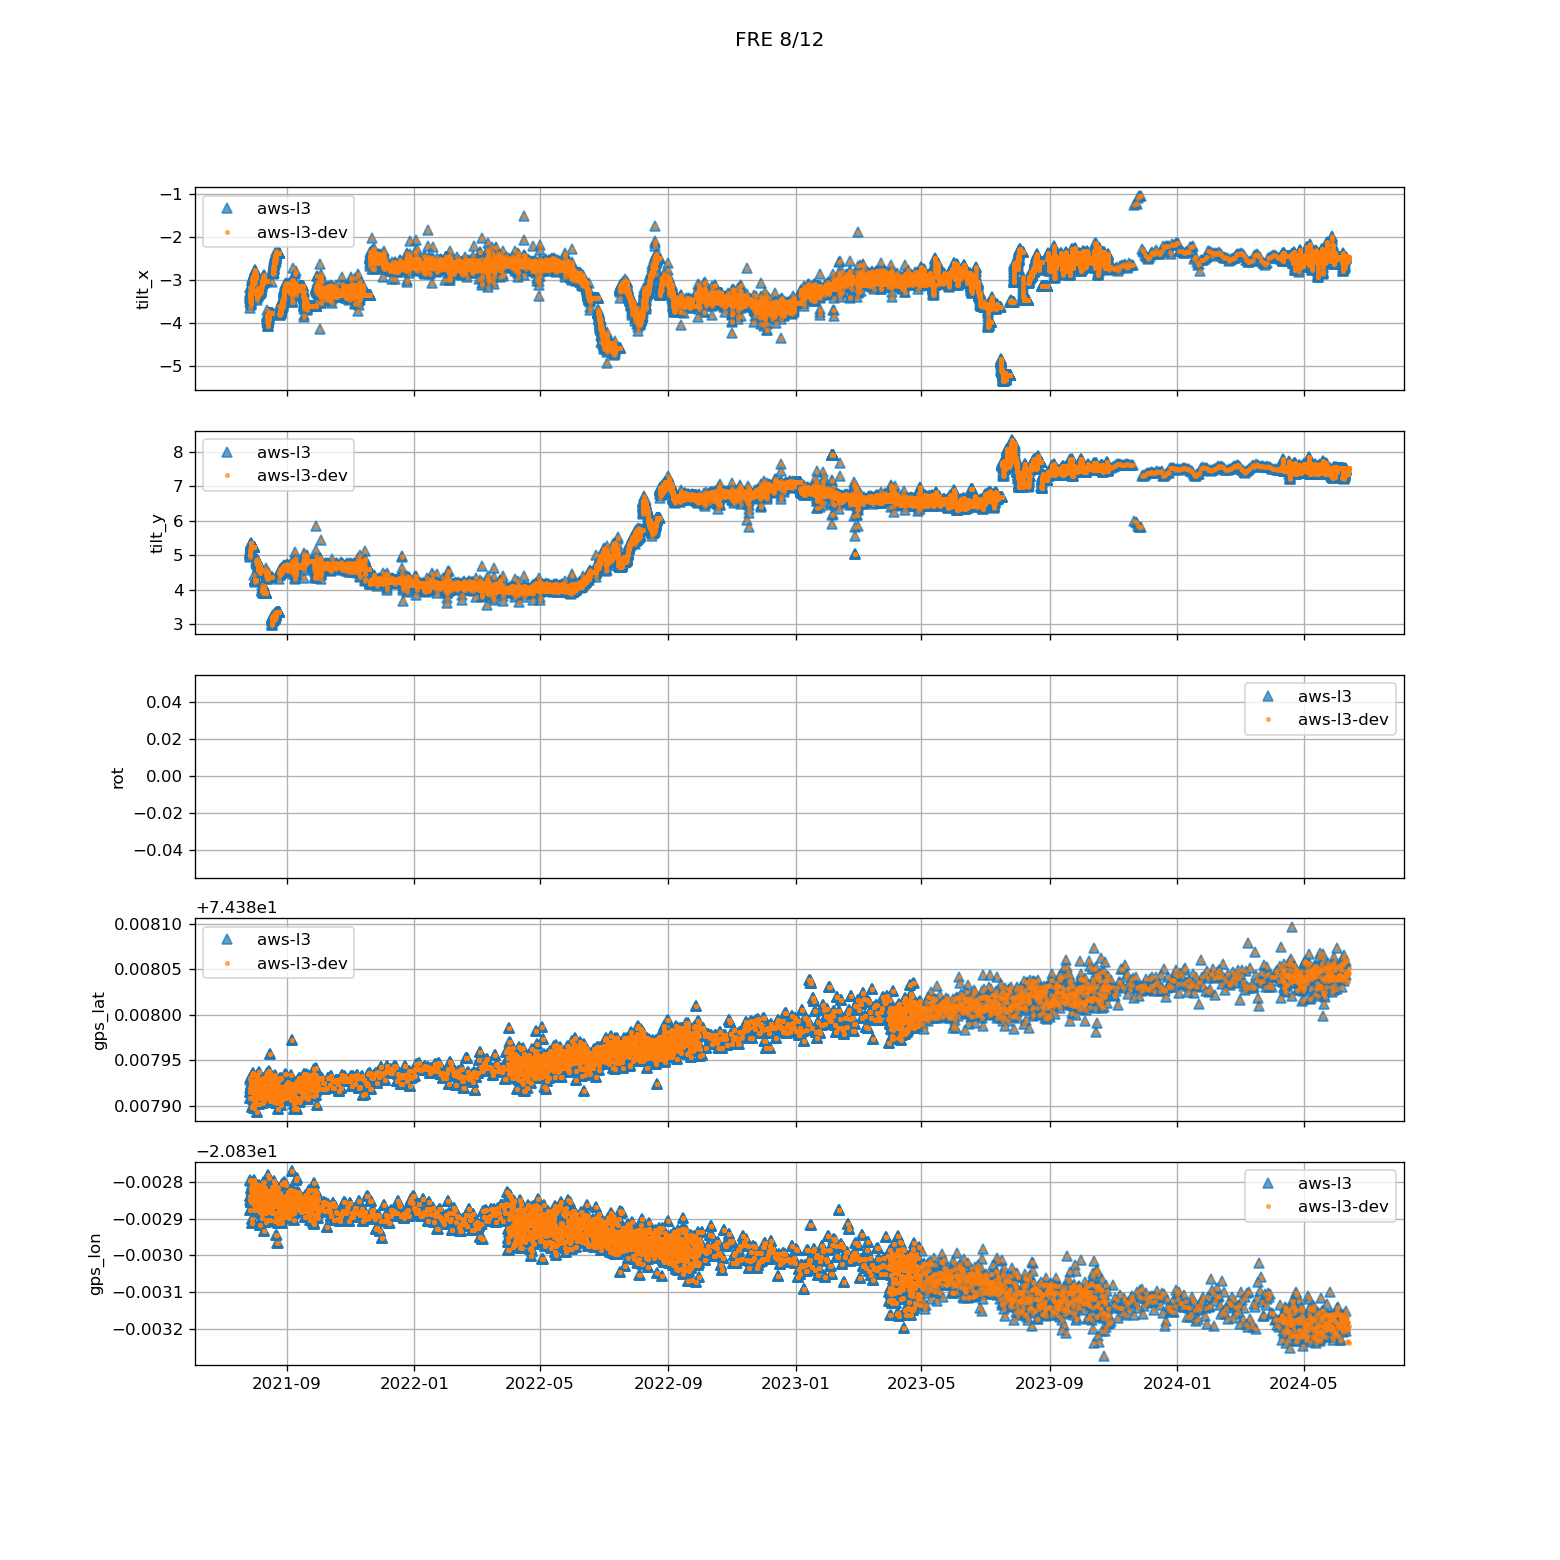 FRE 8/12
−1
−2
−3
−4
−5
tilt_x
aws-l3
aws-l3-dev
8
7
6
5
4
3
tilt_y
aws-l3
aws-l3-dev
0.04
0.02
0.00
−0.02
−0.04
rot
aws-l3
aws-l3-dev
+7.438e1
0.00810
0.00805
0.00800
0.00795
0.00790
gps_lat
aws-l3
aws-l3-dev
−2.083e1
−0.0028
−0.0029
−0.0030
−0.0031
−0.0032
gps_lon
aws-l3
aws-l3-dev
2021-09 2022-01 2022-05 2022-09 2023-01 2023-05 2023-09 2024-01 2024-05